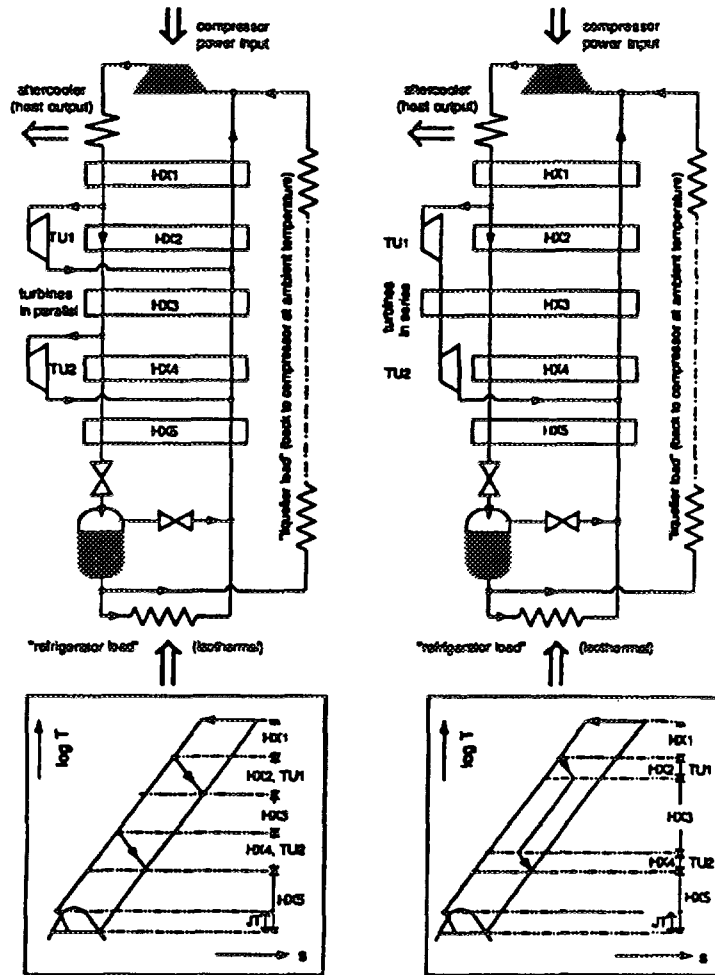 compressor
power input
aftercooler
(heat output)
HX1
TU1
HX2
turbines
in parallel
HX3
TU2
HX4
HX5
"liquefier load" (back to compressor at ambient temperature)
"refrigerator load" (isothermal)
log T
HX1
HX2, TU1
HX3
HX4, TU2
HX5
JT
s
compressor
power input
aftercooler
(heat output)
HX1
TU1
HX2
turbines
in series
HX3
TU2
HX4
HX5
"liquefier load" (back to compressor at ambient temperature)
"refrigerator load" (isothermal)
log T
HX1
HX2 TU1
HX3
HX4 TU2
HX5
JT
s